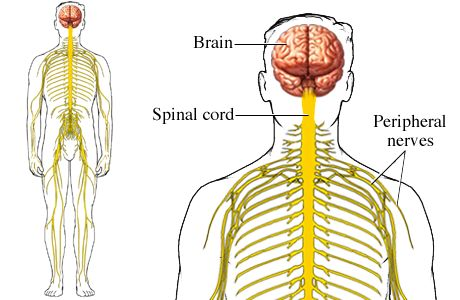 Brain
Spinal cord
Peripheral
nerves